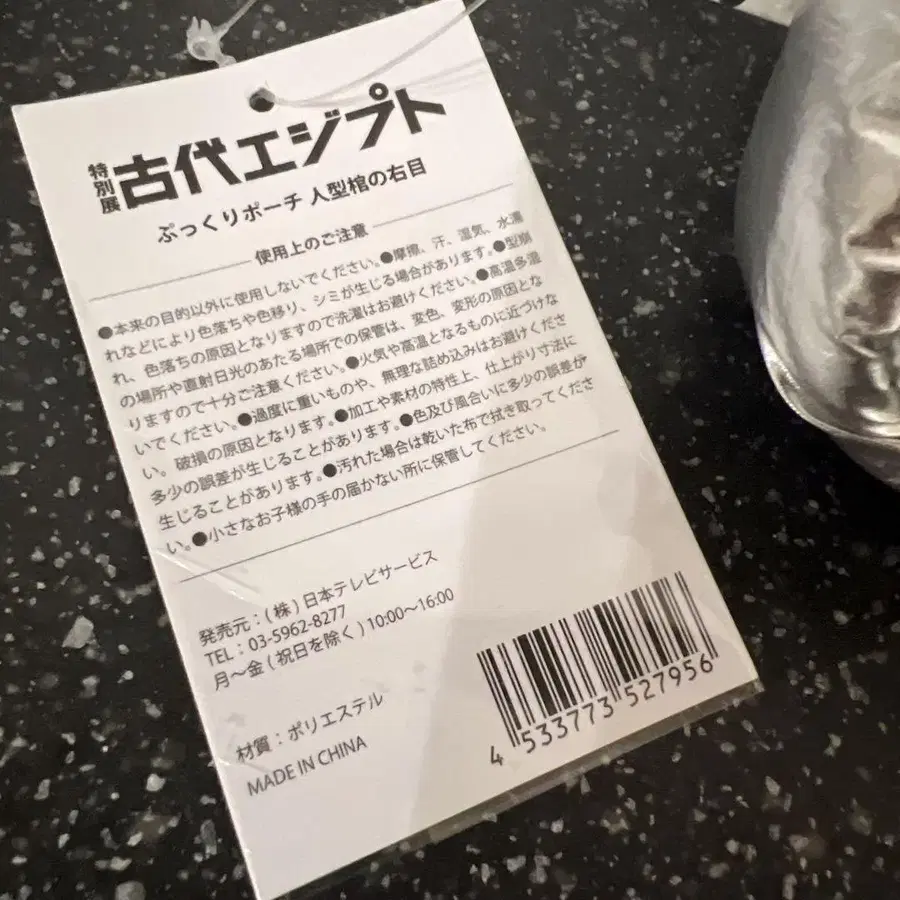 特別展 古代エジプト
ぷっくりポーチ 人型棺の右目
使用上のご注意
●本来の目的以外に使用しないでください。●摩擦、汗、湿気、水濡
れなどにより色落ちや色移り、シミが生じる場合があります。●型崩
れ、色落ちの原因となりますので洗濯はお避けください。●高温多湿
の場所や直射日光のあたる場所での保管は、変色、変形の原因とな
りますので十分ご注意ください。●火気や高温となるものに近づけな
いでください。●過度に重いものや、無理な詰め込みはお避けくださ
い。破損の原因となります。●加工や素材の特性上、仕上がり寸法に
多少の誤差が生じることがあります。●色及び風合いに多少の誤差が
生じることがあります。●汚れた場合は乾いた布で拭き取ってくださ
い。●小さなお子様の手の届かない所に保管してください。
発売元：(株)日本テレビサービス
TEL：03-5962-8277
月～金(祝日を除く)10:00～16:00
材質：ポリエステル
MADE IN CHINA
4 533773 527956